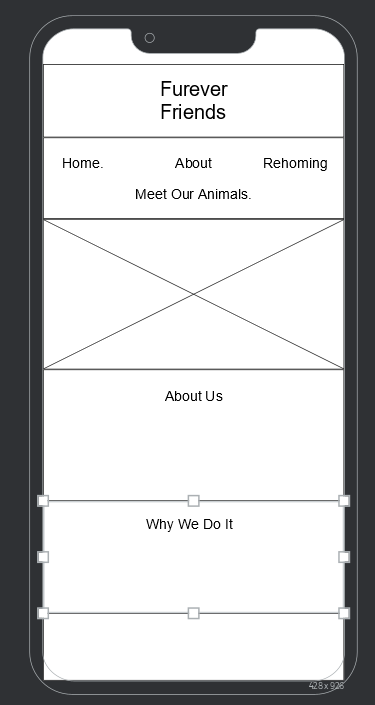 Furever
Friends
Home. About Rehoming
Meet Our Animals.
About Us
Why We Do It
428 x 926